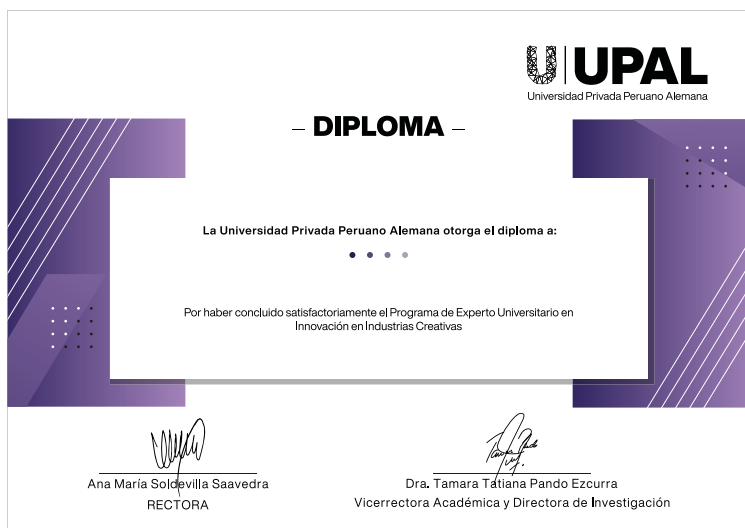 UPAL
Universidad Privada Peruano Alemana
– DIPLOMA –
La Universidad Privada Peruano Alemana otorga el diploma a:
Por haber concluido satisfactoriamente el Programa de Experto Universitario en
Innovación en Industrias Creativas
Ana María Soldevilla Saavedra
RECTORA
Dra. Tamara Tatiana Pando Ezcurra
Vicerrectora Académica y Directora de Investigación